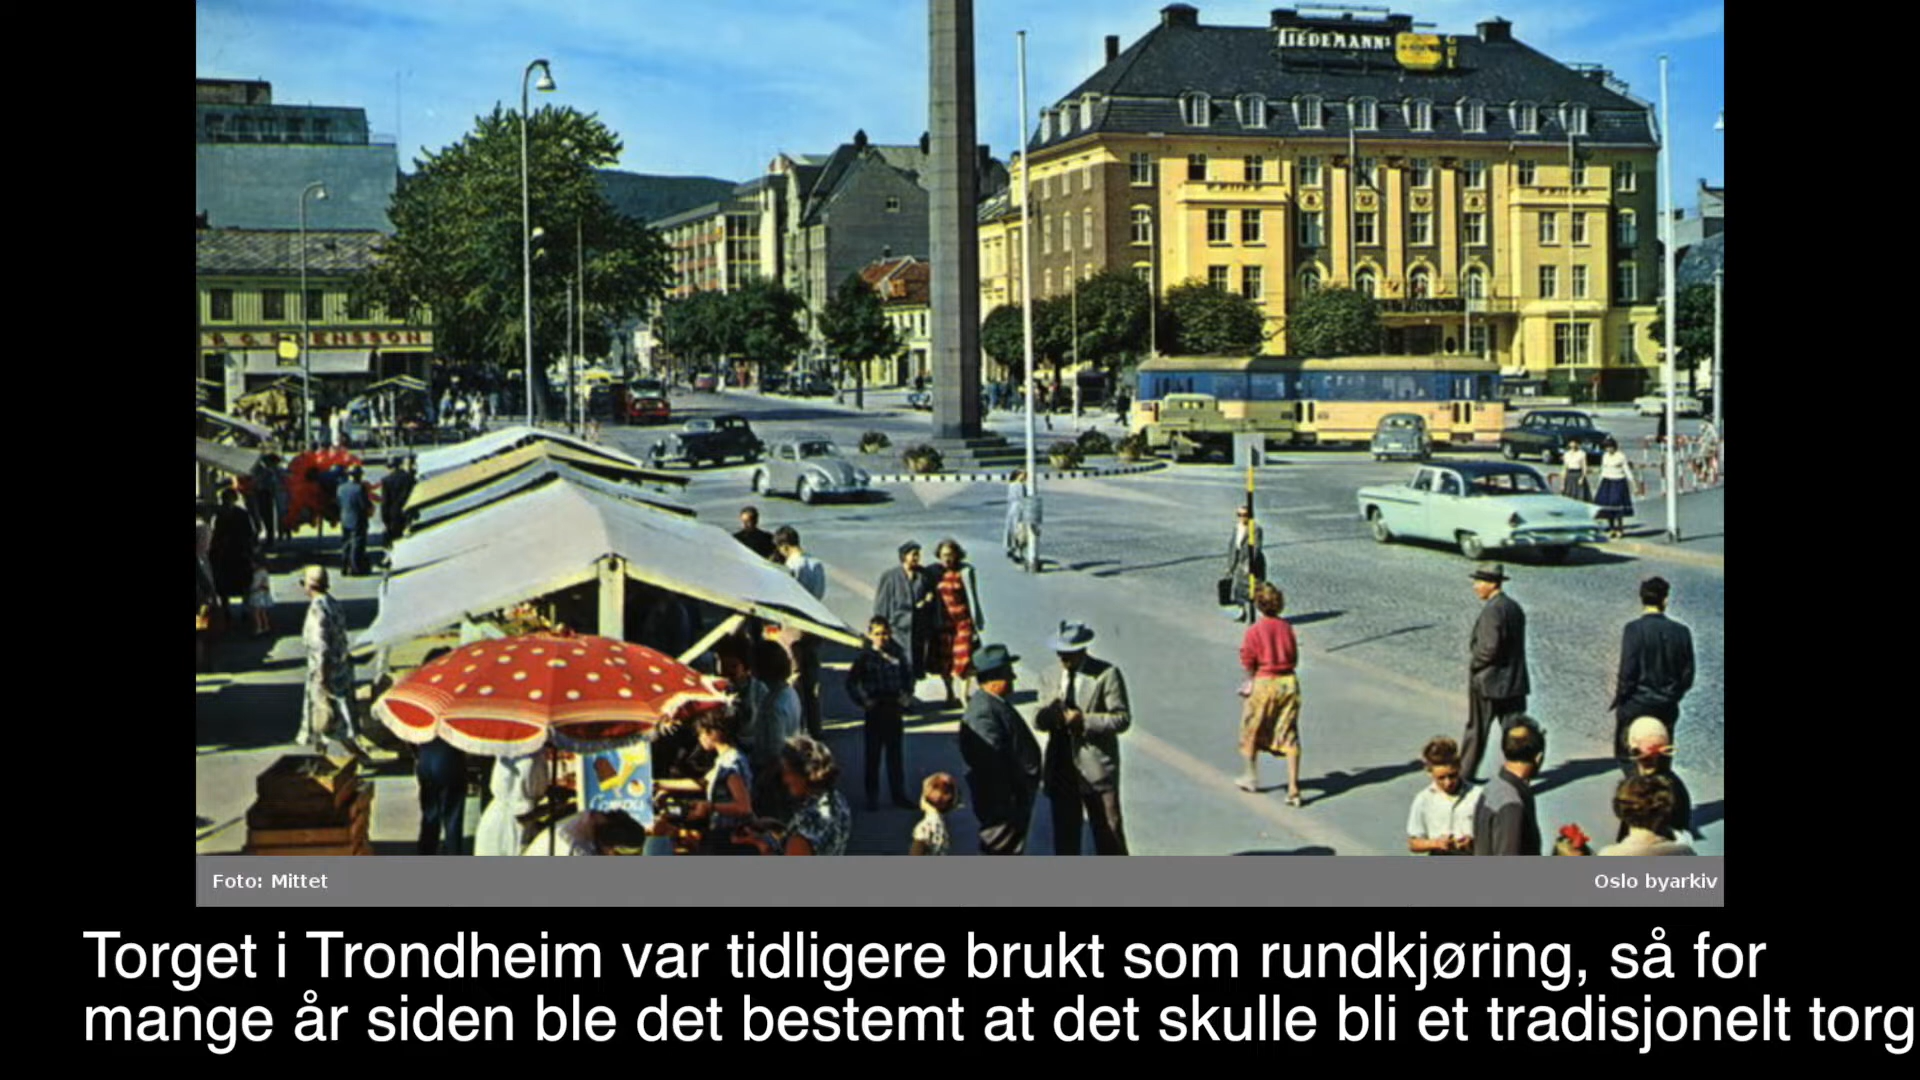 TIEDEMANNS
Foto: Mittet
Oslo byarkiv
Torget i Trondheim var tidligere brukt som rundkjøring, så for
mange år siden ble det bestemt at det skulle bli et tradisjonelt torg